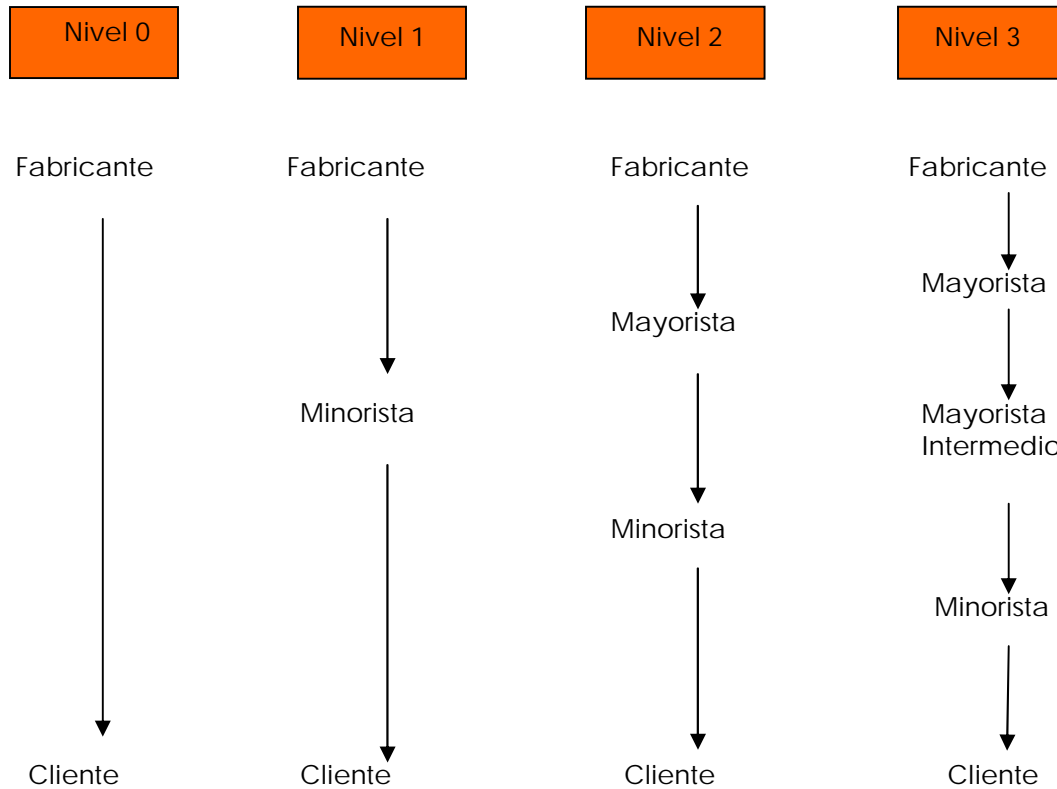 Nivel 0
Nivel 1
Nivel 2
Nivel 3
Fabricante
Fabricante
Fabricante
Fabricante
Mayorista
Mayorista
Minorista
Mayorista
Intermedio
Minorista
Minorista
Cliente
Cliente
Cliente
Cliente